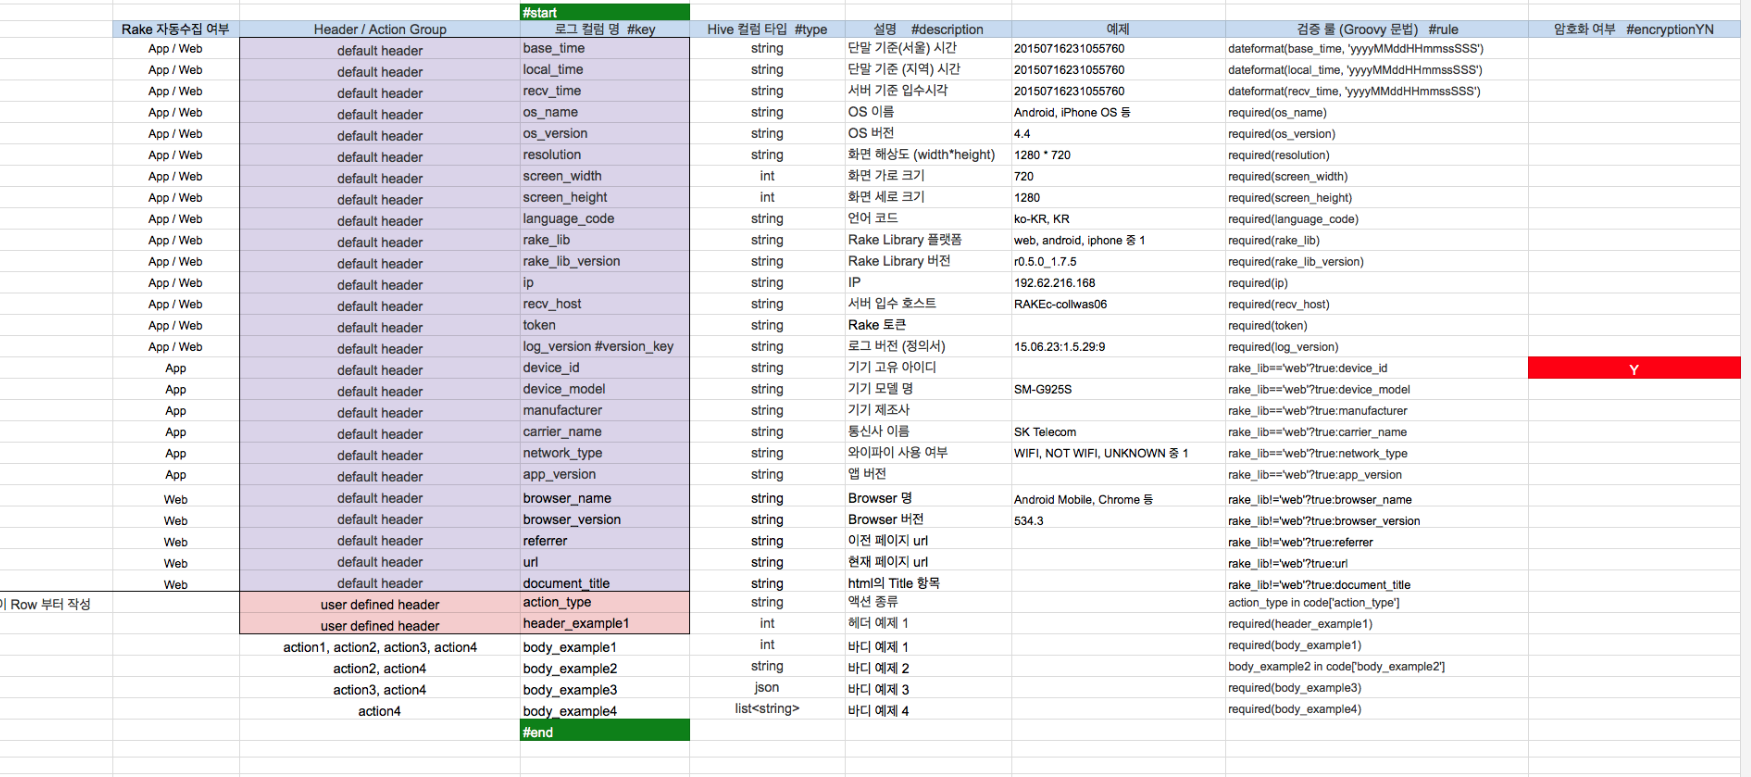 #start
Rake 자동수집 여부 Header / Action Group 로그 컬럼 명 #key Hive 컬럼 타입 #type 설명 #description 예제 검증 룰 (Groovy 문법) #rule 암호화 여부 #encryptionYN
App / Web default header base_time string 단말 기준(서울) 시간 20150716231055760 dateformat(base_time, 'yyyyMMddHHmmssSSS')
App / Web default header local_time string 단말 기준 (지역) 시간 20150716231055760 dateformat(local_time, 'yyyyMMddHHmmssSSS')
App / Web default header recv_time string 서버 기준 입수시각 20150716231055760 dateformat(recv_time, 'yyyyMMddHHmmssSSS')
App / Web default header os_name string OS 이름 Android, iPhone OS 등 required(os_name)
App / Web default header os_version string OS 버전 4.4 required(os_version)
App / Web default header resolution string 화면 해상도 (width*height) 1280 * 720 required(resolution)
App / Web default header screen_width int 화면 가로 크기 720 required(screen_width)
App / Web default header screen_height int 화면 세로 크기 1280 required(screen_height)
App / Web default header language_code string 언어 코드 ko-KR, KR required(language_code)
App / Web default header rake_lib string Rake Library 플랫폼 web, android, iphone 중 1 required(rake_lib)
App / Web default header rake_lib_version string Rake Library 버전 r0.5.0_1.7.5 required(rake_lib_version)
App / Web default header ip string IP 192.62.216.168 required(ip)
App / Web default header recv_host string 서버 입수 호스트 RAKEc-collwas06 required(recv_host)
App / Web default header token string Rake 토큰 required(token)
App / Web default header log_version #version_key string 로그 버전 (정의서) 15.06.23:1.5.29:9 required(log_version)
App default header device_id string 기기 고유 아이디 rake_lib=='web'?true:device_id Y
App default header device_model string 기기 모델 명 SM-G925S rake_lib=='web'?true:device_model
App default header manufacturer string 기기 제조사 rake_lib=='web'?true:manufacturer
App default header carrier_name string 통신사 이름 SK Telecom rake_lib=='web'?true:carrier_name
App default header network_type string 와이파이 사용 여부 WIFI, NOT WIFI, UNKNOWN 중 1 rake_lib=='web'?true:network_type
App default header app_version string 앱 버전 rake_lib=='web'?true:app_version
Web default header browser_name string Browser 명 Android Mobile, Chrome 등 rake_lib!='web'?true:browser_name
Web default header browser_version string Browser 버전 534.3 rake_lib!='web'?true:browser_version
Web default header referrer string 이전 페이지 url rake_lib!='web'?true:referrer
Web default header url string 현재 페이지 url rake_lib!='web'?true:url
Web default header document_title string html의 Title 항목 rake_lib!='web'?true:document_title
Row 부터 작성 user defined header action_type string 액션 종류 action_type in code['action_type']
user defined header header_example1 int 헤더 예제 1 required(header_example1)
action1, action2, action3, action4 body_example1 int 바디 예제 1 required(body_example1)
action2, action4 body_example2 string 바디 예제 2 body_example2 in code['body_example2']
action3, action4 body_example3 json 바디 예제 3 required(body_example3)
action4 body_example4 list<string> 바디 예제 4 required(body_example4)
#end